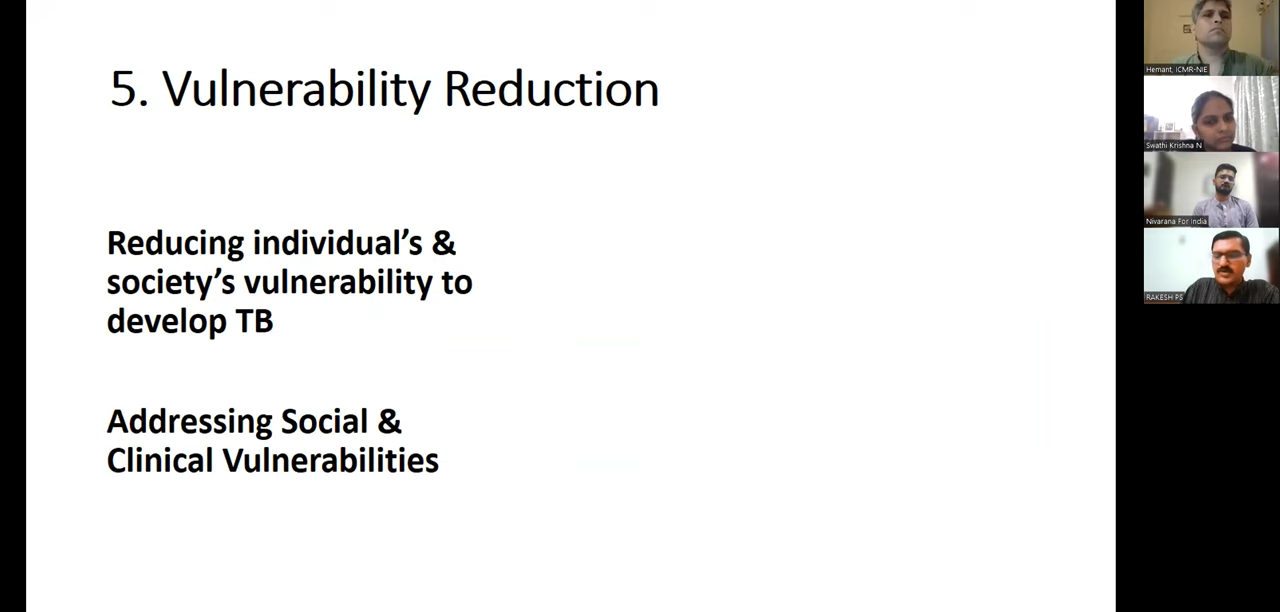 5. Vulnerability Reduction
Reducing individual’s &
society’s vulnerability to
develop TB
Addressing Social &
Clinical Vulnerabilities
Hemant, ICMR-NIE
Swathi Krishna N
Nivarana For India
RAKESH PS